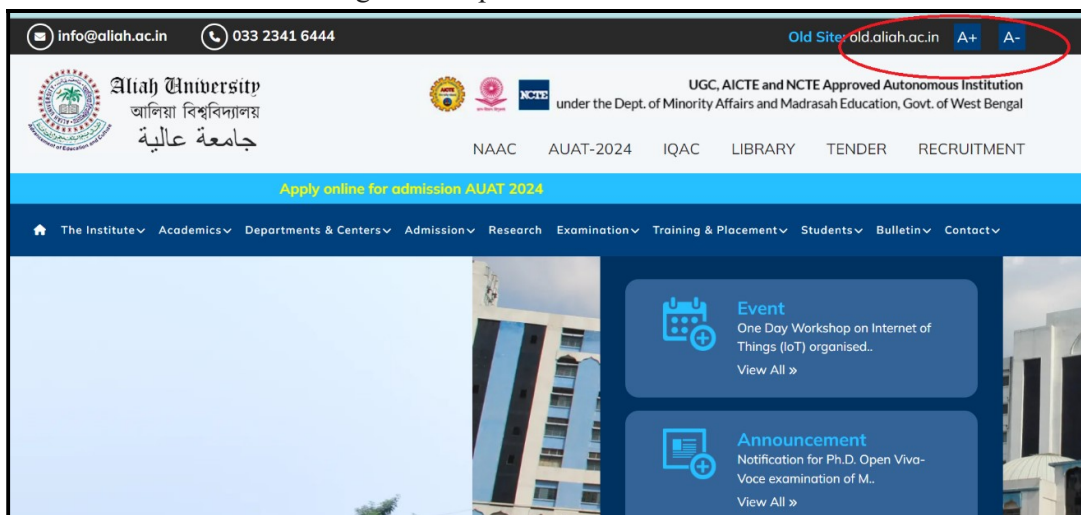 info@aliah.ac.in 033 2341 6444 Old Site: old.aliah.ac.in A+ A-
Aliah University
আলিয়া বিশ্ববিদ্যালয়
جامعة عالية
NCTE
UGC, AICTE and NCTE Approved Autonomous Institution
under the Dept. of Minority Affairs and Madrasah Education, Govt. of West Bengal
NAAC AUAT-2024 IQAC LIBRARY TENDER RECRUITMENT
Apply online for admission AUAT 2024
The Institute Academics Departments & Centers Admission Research Examination Training & Placement Students Bulletin Contact
Event
One Day Workshop on Internet of
Things (IoT) organised..
View All »
Announcement
Notification for Ph.D. Open Viva-
Voce examination of M..
View All »